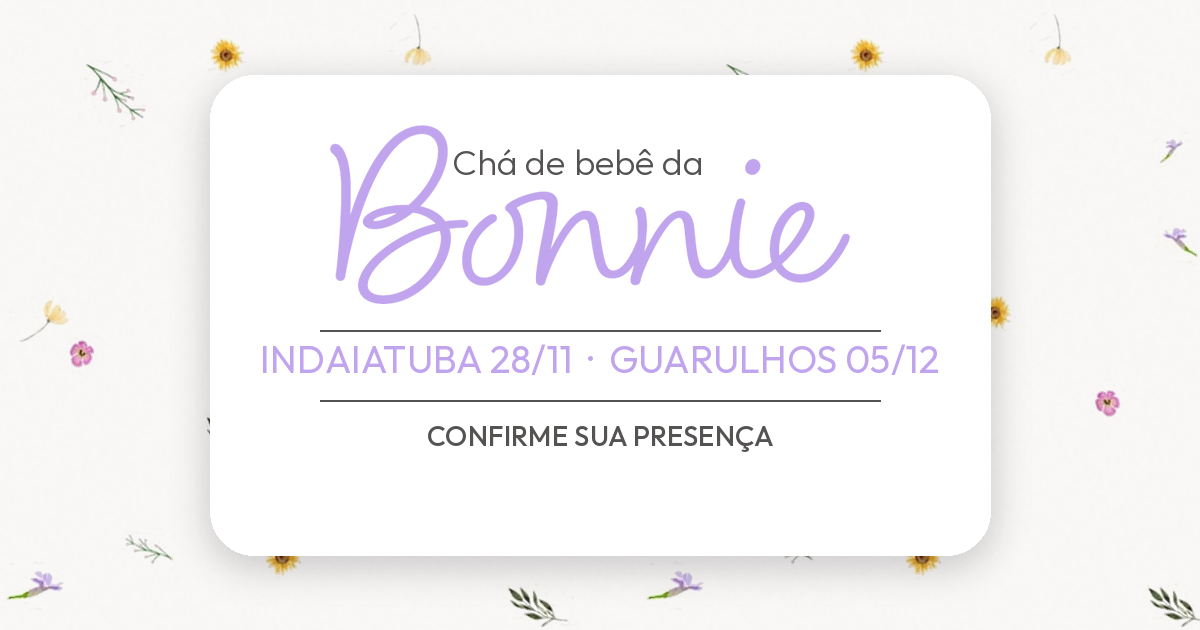 Chá de bebê da
Bonnie
INDAIATUBA 28/11 · GUARULHOS 05/12
CONFIRME SUA PRESENÇA